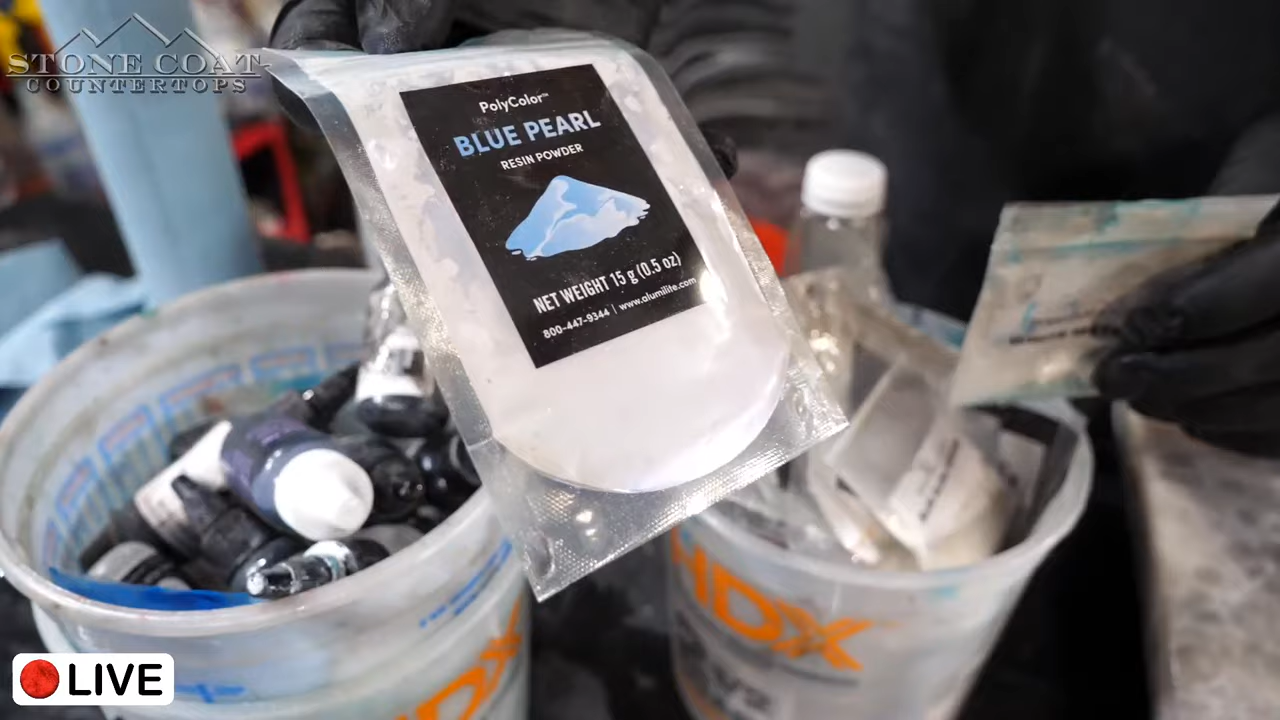 STONE COAT
COUNTERTOPS
PolyColor™
BLUE PEARL
RESIN POWDER
NET WEIGHT 15 g (0.5 oz)
800-447-9344 | www.alumilite.com
HDX
HDX
LIVE